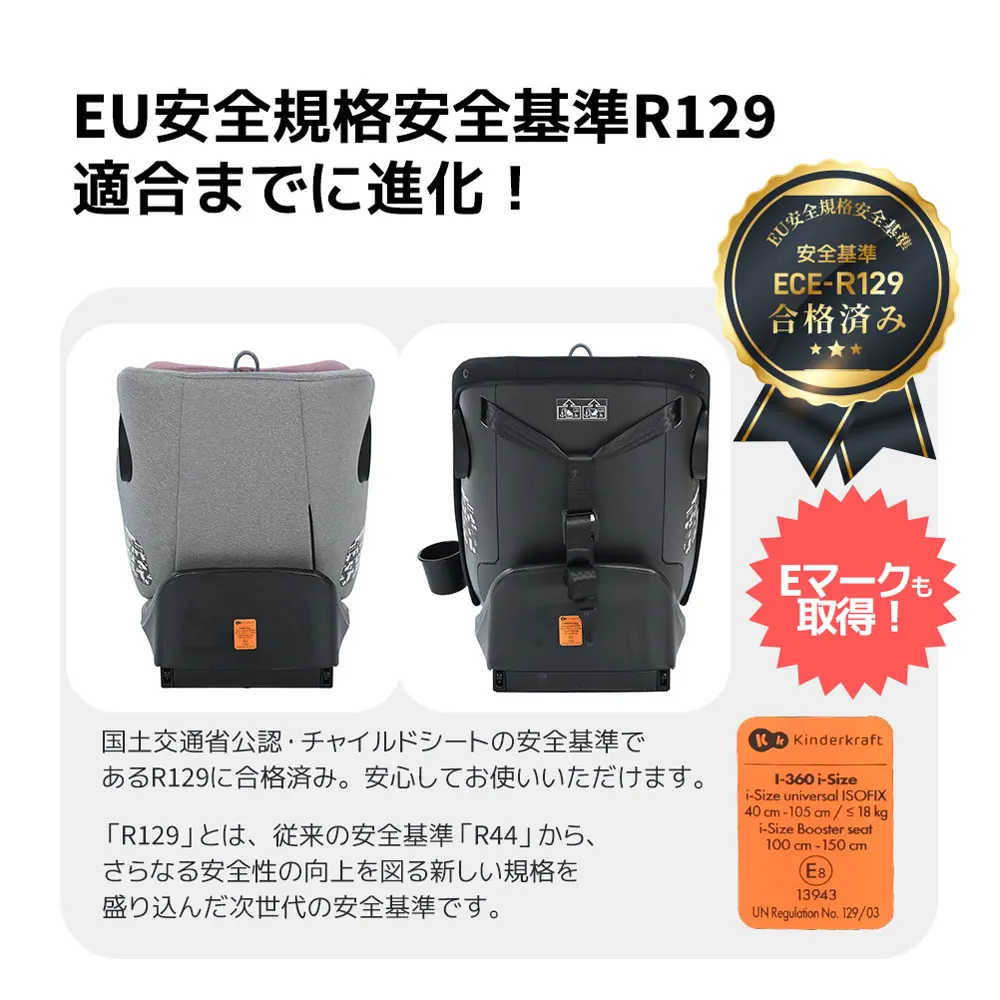 EU安全規格安全基準R129
適合までに進化！
EU安全規格安全基準
安全基準
ECE-R129
合格済み
Eマークも
取得！
国土交通省公認・チャイルドシートの安全基準で
あるR129に合格済み。安心してお使いいただけます。
「R129」とは、従来の安全基準「R44」から、
さらなる安全性の向上を図る新しい規格を
盛り込んだ次世代の安全基準です。
Kk Kinderkraft
I-360 i-Size
i-Size universal ISOFIX
40 cm - 105 cm / ≤ 18 kg
i-Size Booster seat
100 cm - 150 cm
E8
13943
UN Regulation No. 129/03